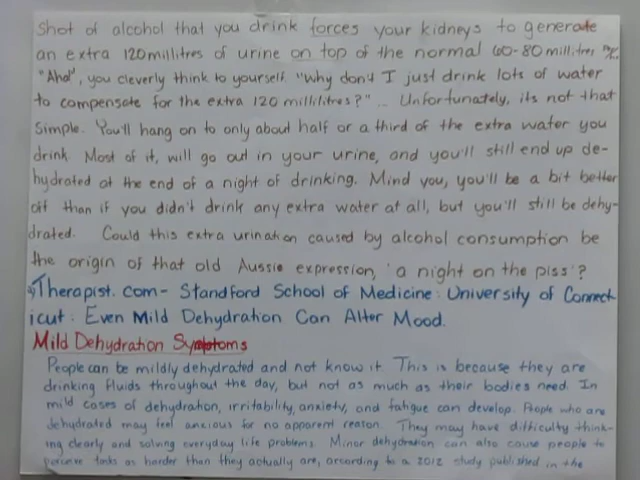 Shot of alcohol that you drink forces your kidneys to generate
an extra 120 millitres of urine on top of the normal 60-80 millitres
"Aha!", you cleverly think to yourself. "Why don't I just drink lots of water
to compensate for the extra 120 millilitres?"... Unfortunately, its not that
simple. You'll hang on to only about half or a third of the extra water you
drink. Most of it, will go out in your urine, and you'll still end up de-
hydrated at the end of a night of drinking. Mind you, you'll be a bit better
off than if you didn't drink any extra water at all, but you'll still be dehy-
drated. Could this extra urination caused by alcohol consumption be
the origin of that old Aussie expression, 'a night on the piss'?
Therapist.com- Standford School of Medicine: University of Connect-
icut: Even Mild Dehydration Can Alter Mood.
Mild Dehydration Symptoms
People can be mildly dehydrated and not know it. This is because they are
drinking fluids throughout the day, but not as much as their bodies need. In
mild cases of dehydration, irritability, anxiety, and fatigue can develop. People who are
dehydrated may feel anxious for no apparent reason. They may have difficulty think-
ing clearly and solving everyday life problems. Minor dehydration can also cause people to
perceive tasks as harder than they actually are, according to a 2012 study published in the